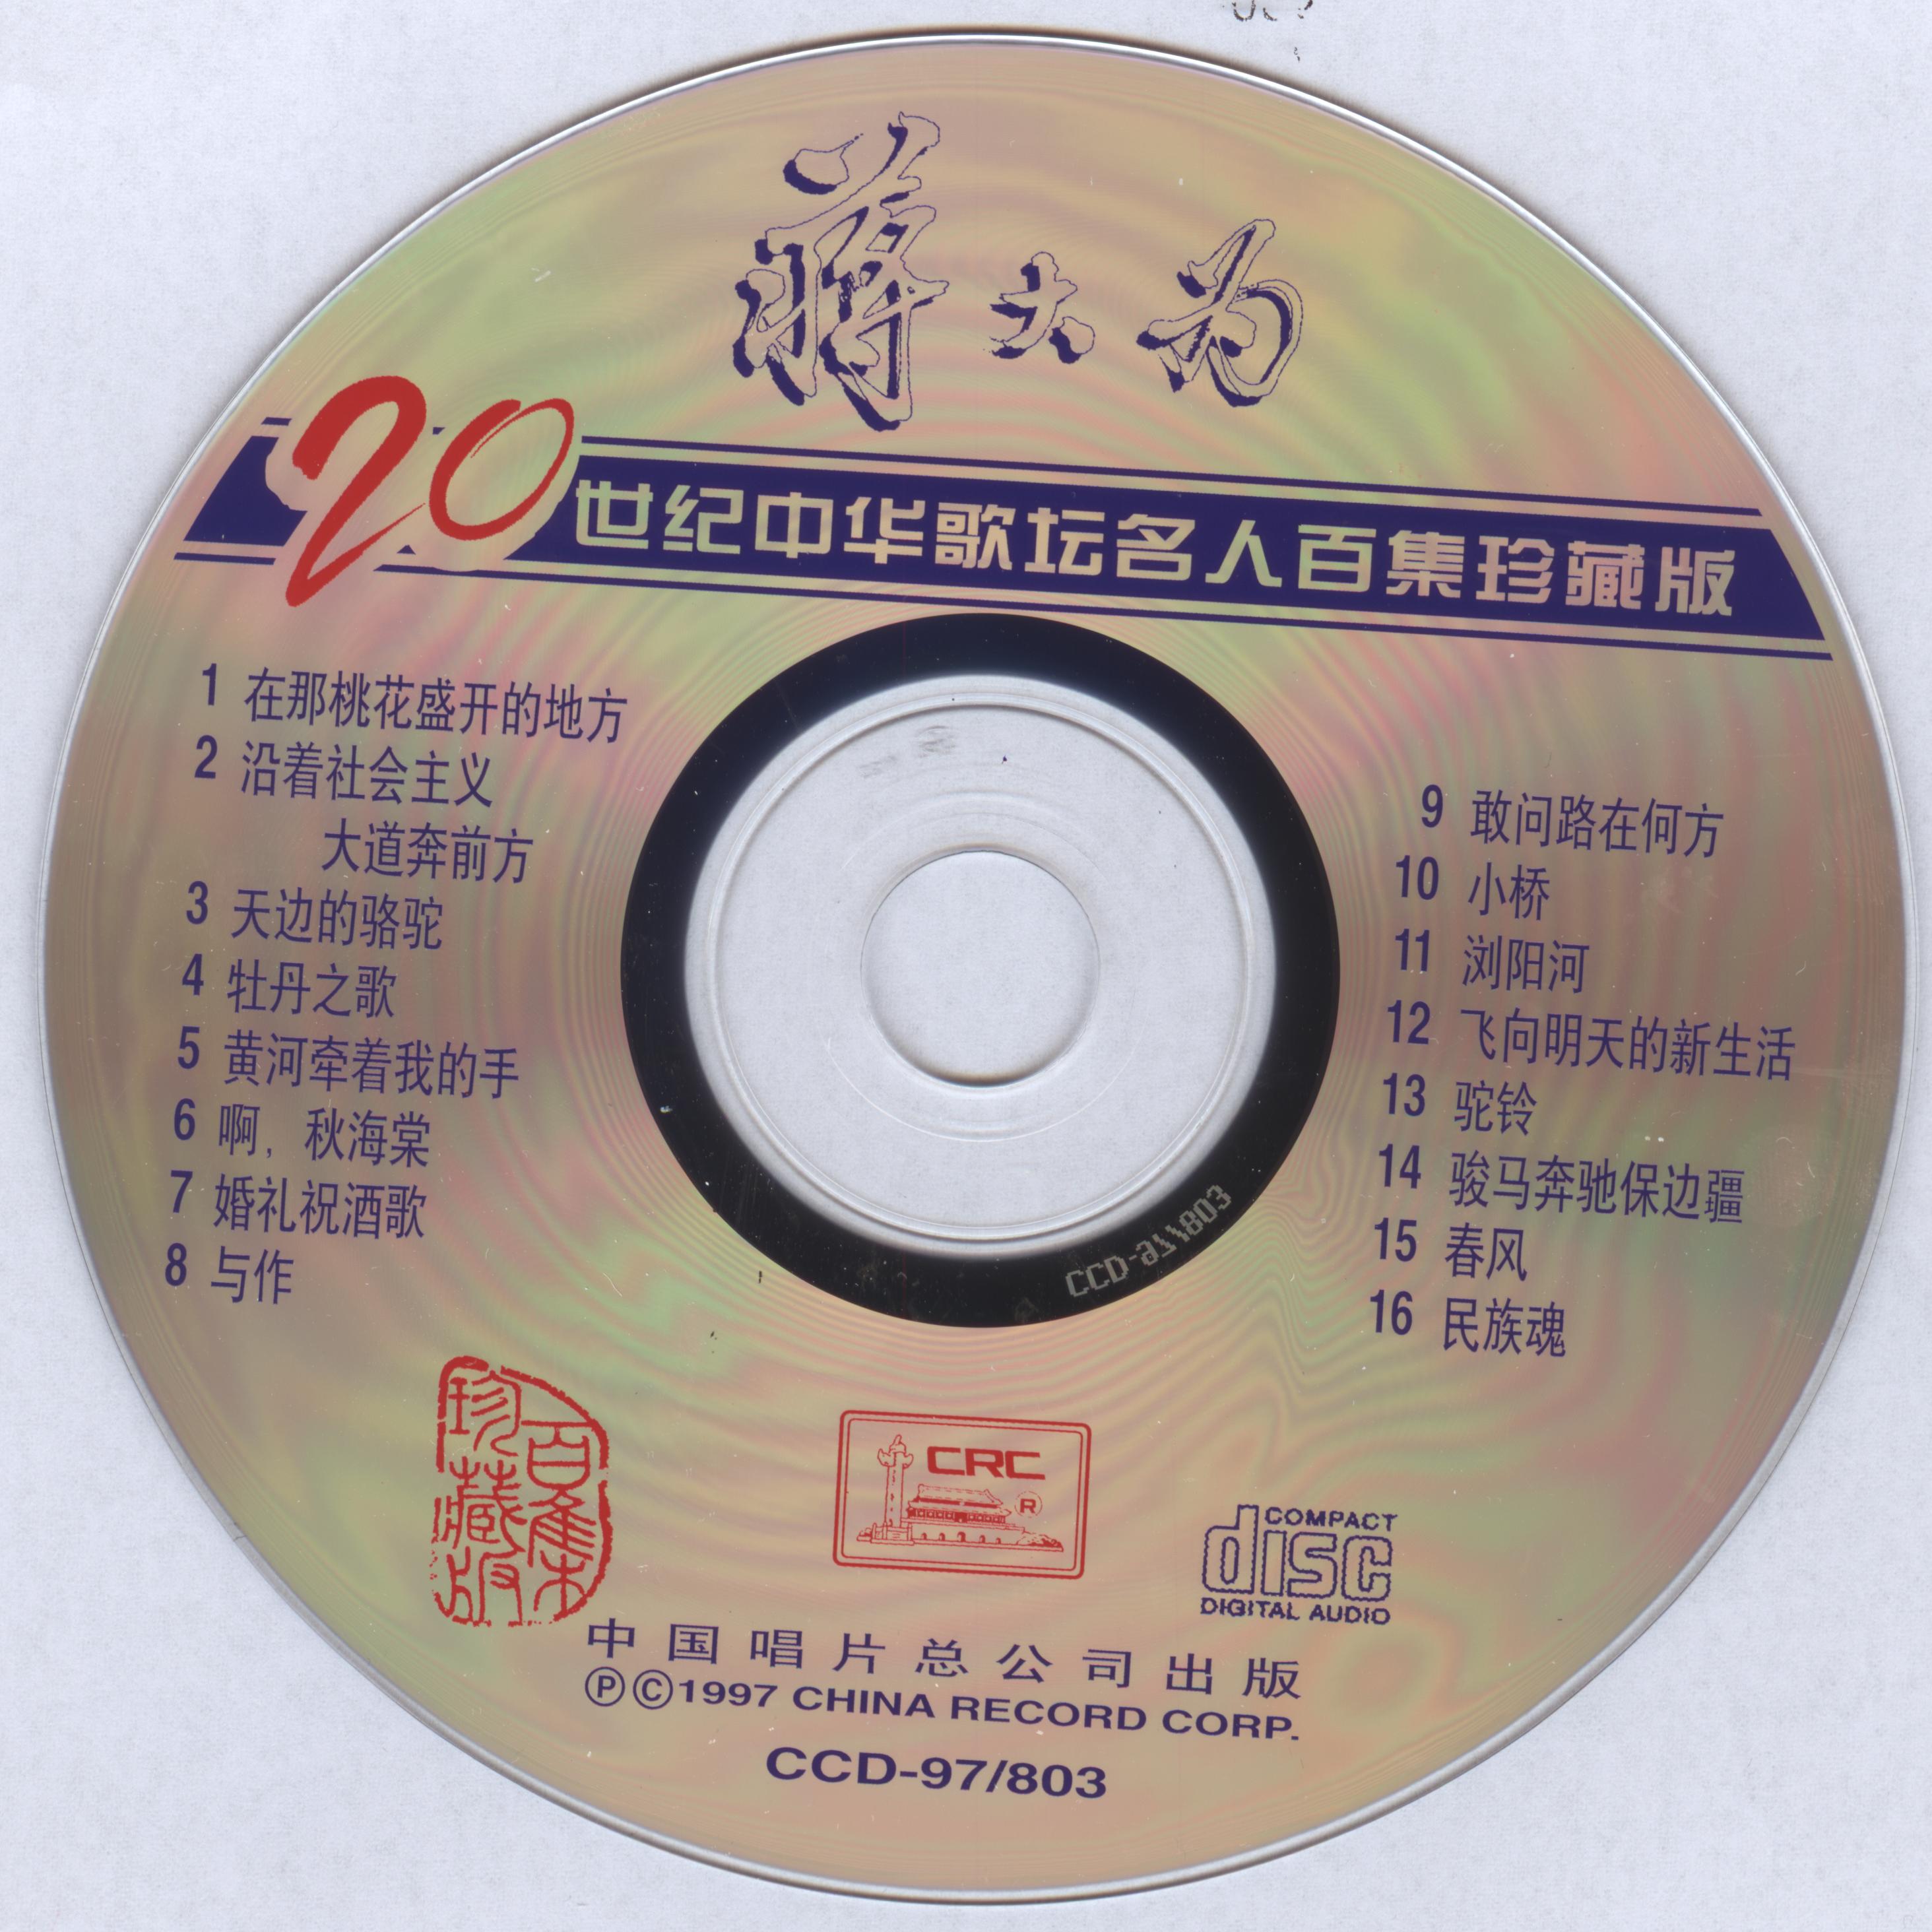 蒋大为
20世纪中华歌坛名人百集珍藏版
1 在那桃花盛开的地方
2 沿着社会主义
大道奔前方
3 天边的骆驼
4 牡丹之歌
5 黄河牵着我的手
6 啊，秋海棠
7 婚礼祝酒歌
8 与作
9 敢问路在何方
10 小桥
11 浏阳河
12 飞向明天的新生活
13 驼铃
14 骏马奔驰保边疆
15 春风
16 民族魂
百集
珍藏版
CRC
®
COMPACT
disc
DIGITAL AUDIO
中国唱片总公司出版
Ⓟ©1997 CHINA RECORD CORP.
CCD-97/803